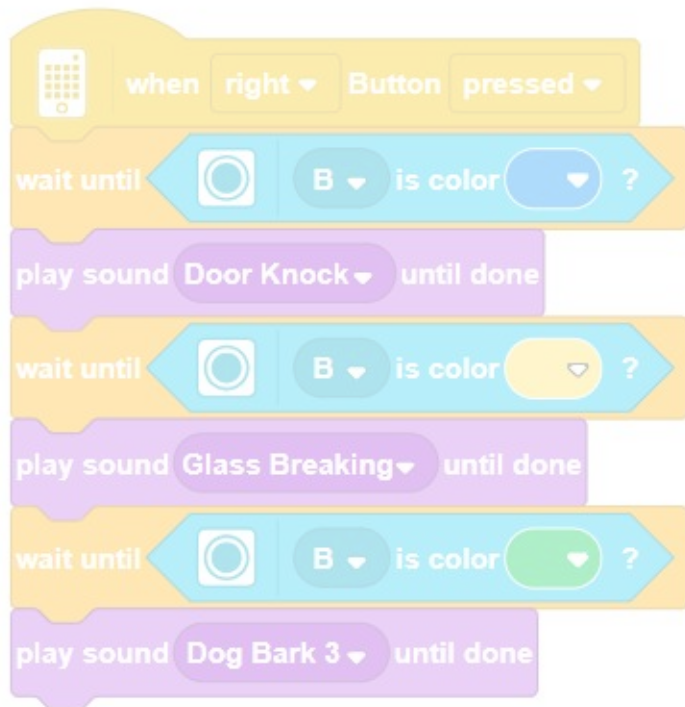 when right Button pressed
wait until B is color ?
play sound Door Knock until done
wait until B is color ?
play sound Glass Breaking until done
wait until B is color ?
play sound Dog Bark 3 until done